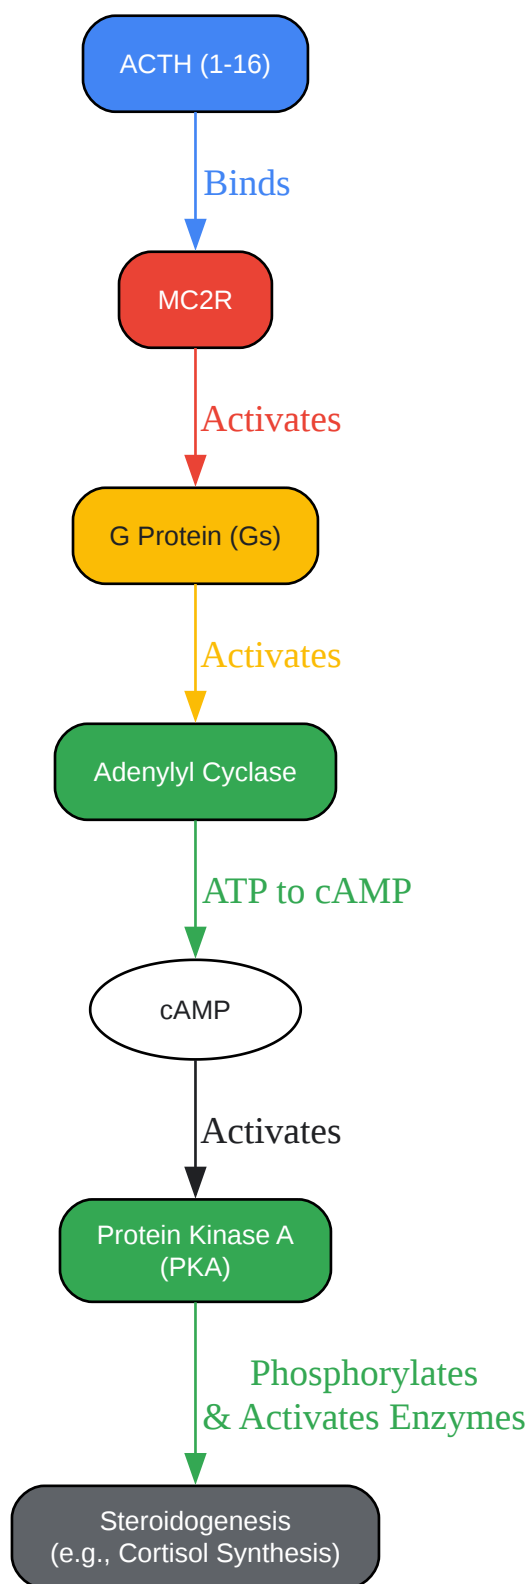 ACTH (1-16)
Binds
MC2R
Activates
G Protein (Gs)
Activates
Adenylyl Cyclase
ATP to cAMP
cAMP
Activates
Protein Kinase A
(PKA)
Phosphorylates
& Activates Enzymes
Steroidogenesis
(e.g., Cortisol Synthesis)